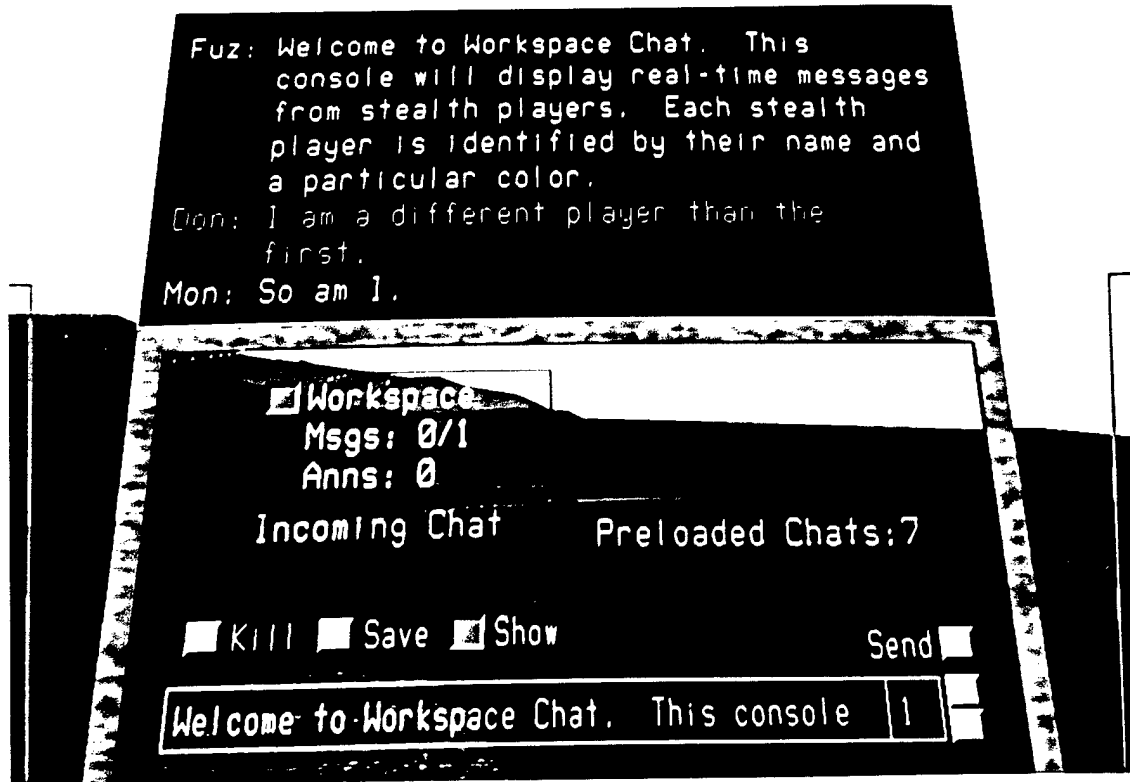 Fuz: Welcome to Workspace Chat. This
console will display real-time messages
from stealth players. Each stealth
player is identified by their name and
a particular color.
Don: I am a different player than the
first.
Mon: So am I.
Workspace
Msgs: 0/1
Anns: 0
Incoming Chat Preloaded Chats:7
Kill Save Show Send
Welcome to Workspace Chat. This console 1